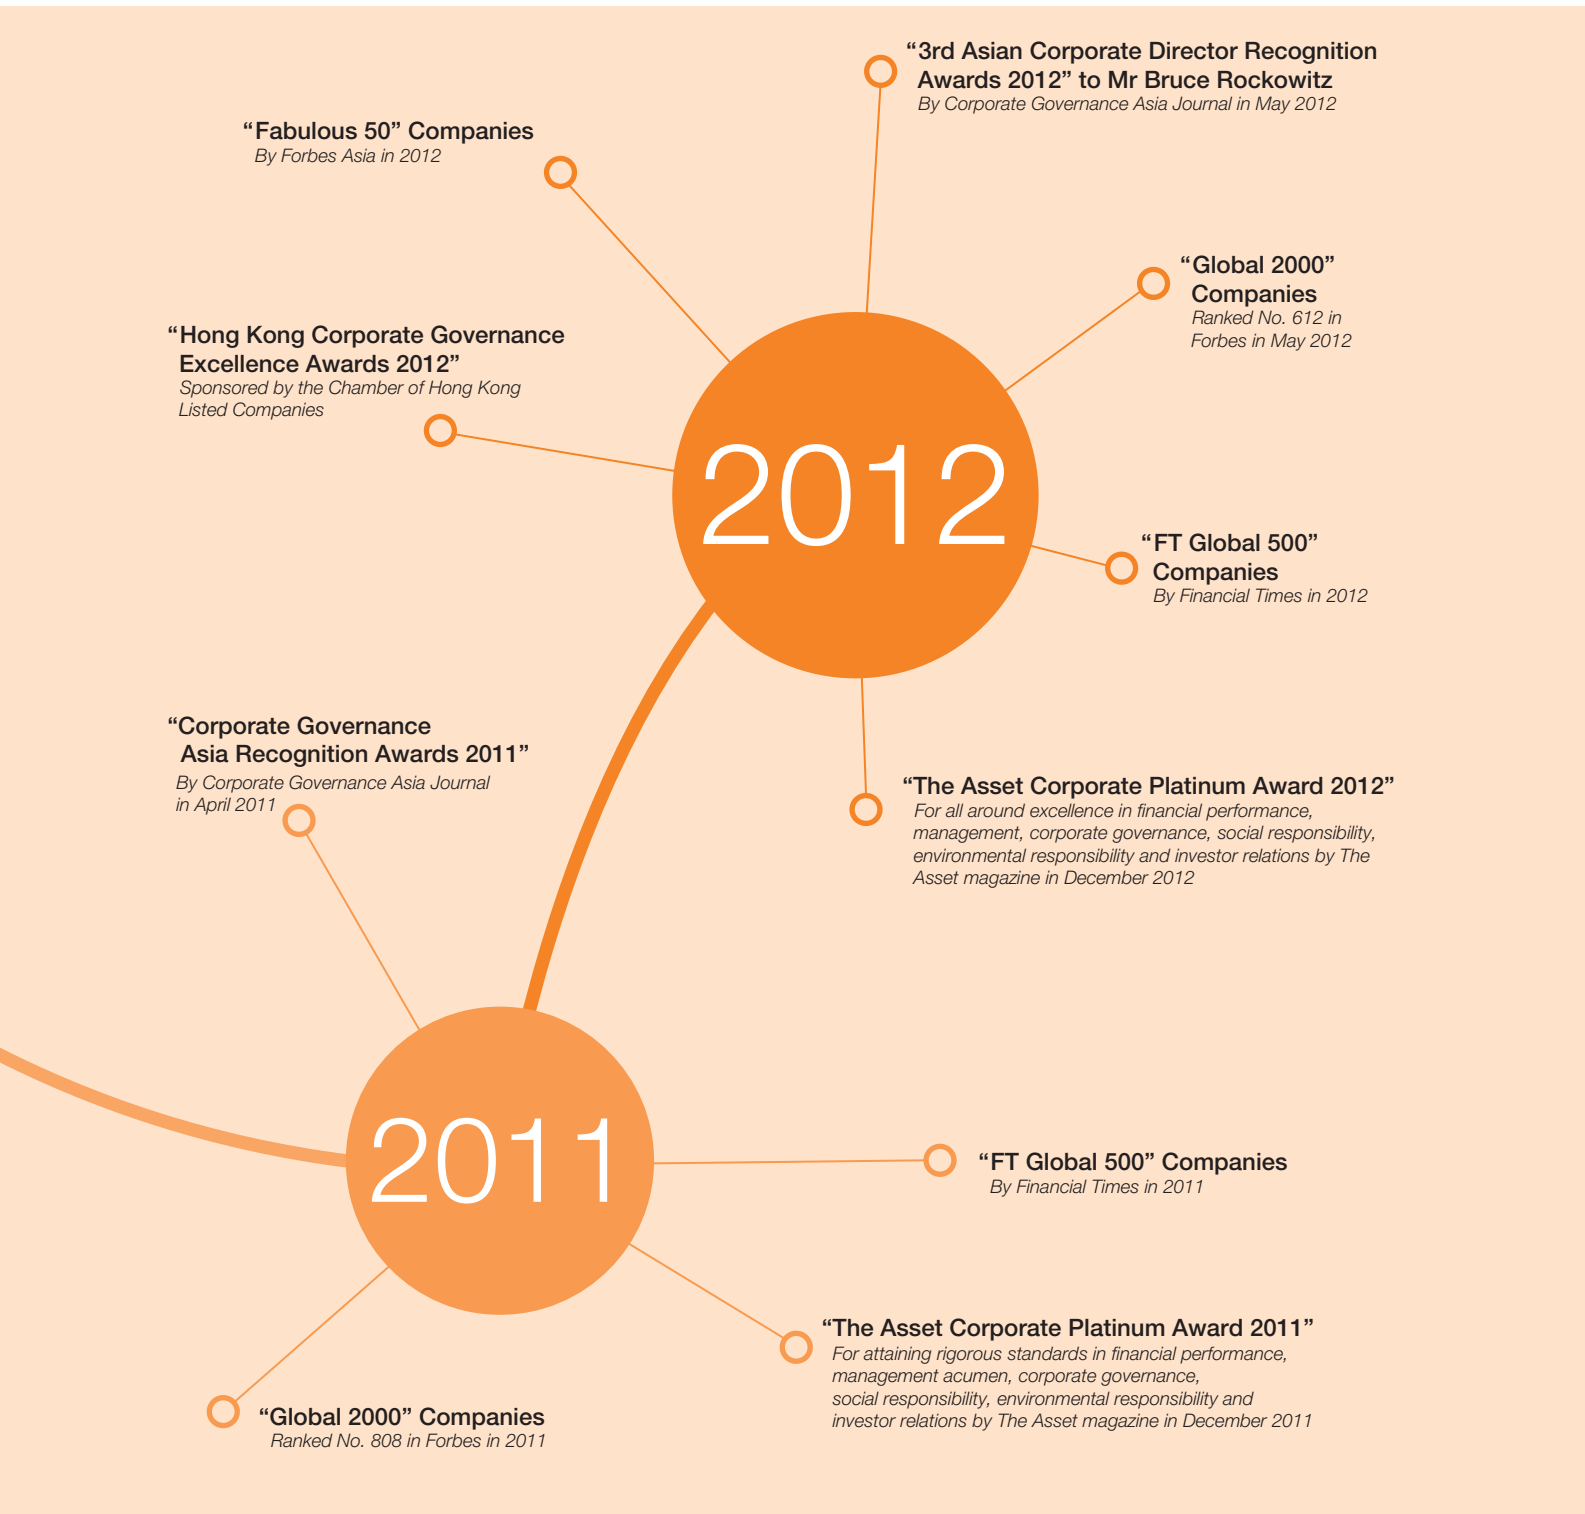 “3rd Asian Corporate Director Recognition
Awards 2012” to Mr Bruce Rockowitz
By Corporate Governance Asia Journal in May 2012
“Fabulous 50” Companies
By Forbes Asia in 2012
“Global 2000”
Companies
Ranked No. 612 in
Forbes in May 2012
“Hong Kong Corporate Governance
Excellence Awards 2012”
Sponsored by the Chamber of Hong Kong
Listed Companies
2012
“FT Global 500”
Companies
By Financial Times in 2012
“Corporate Governance
Asia Recognition Awards 2011”
By Corporate Governance Asia Journal
in April 2011
“The Asset Corporate Platinum Award 2012”
For all around excellence in financial performance,
management, corporate governance, social responsibility,
environmental responsibility and investor relations by The
Asset magazine in December 2012
2011
“FT Global 500” Companies
By Financial Times in 2011
“The Asset Corporate Platinum Award 2011”
For attaining rigorous standards in financial performance,
management acumen, corporate governance,
social responsibility, environmental responsibility and
investor relations by The Asset magazine in December 2011
“Global 2000” Companies
Ranked No. 808 in Forbes in 2011